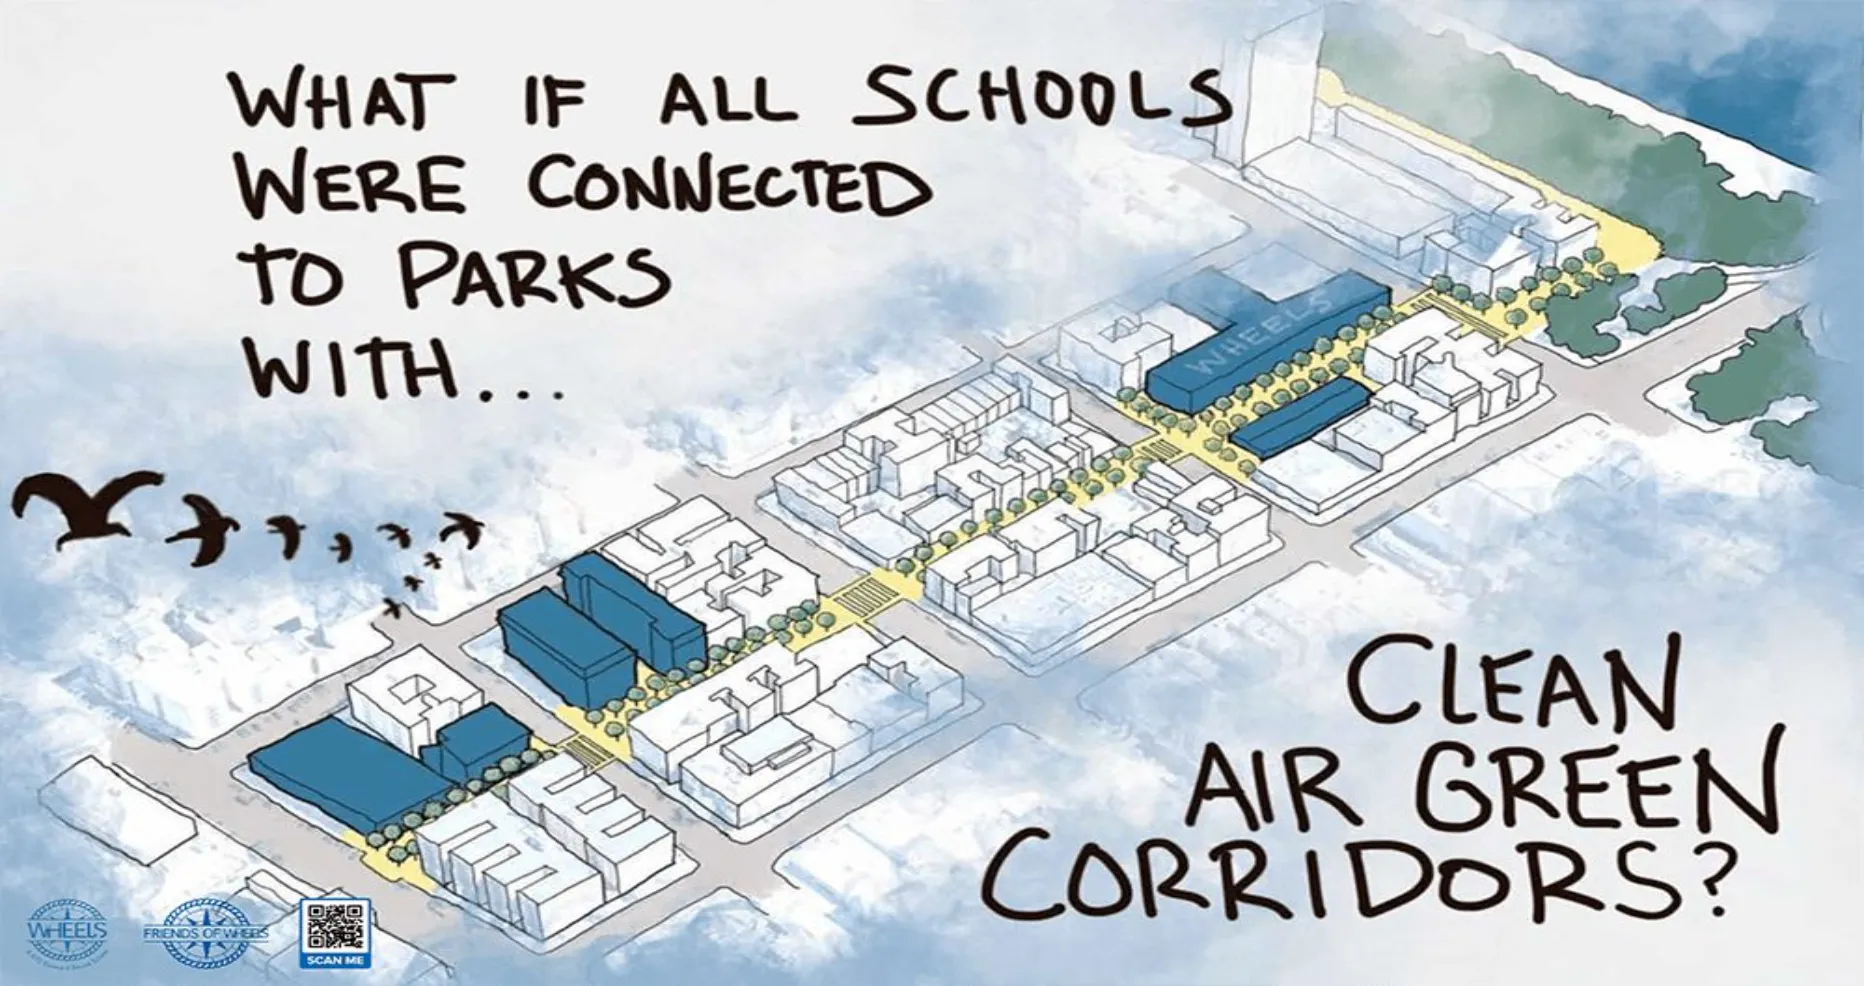 WHAT IF ALL SCHOOLS
WERE CONNECTED
TO PARKS
WITH...
WHEELS
CLEAN
AIR GREEN
CORRIDORS?
WHEELS
FRIENDS OF WHEELS
SCAN ME